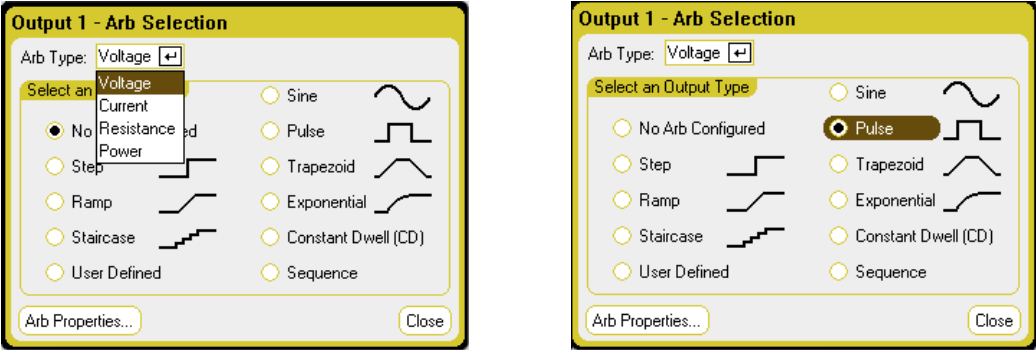 Output 1 - Arb Selection
Arb Type: Voltage
Voltage
Current
Resistance
Power
Select an
No ed
Step
Ramp
Staircase
User Defined
Sine
Pulse
Trapezoid
Exponential
Constant Dwell (CD)
Sequence
Arb Properties...
Close
Output 1 - Arb Selection
Arb Type: Voltage
Select an Output Type
No Arb Configured
Step
Ramp
Staircase
User Defined
Sine
Pulse
Trapezoid
Exponential
Constant Dwell (CD)
Sequence
Arb Properties...
Close